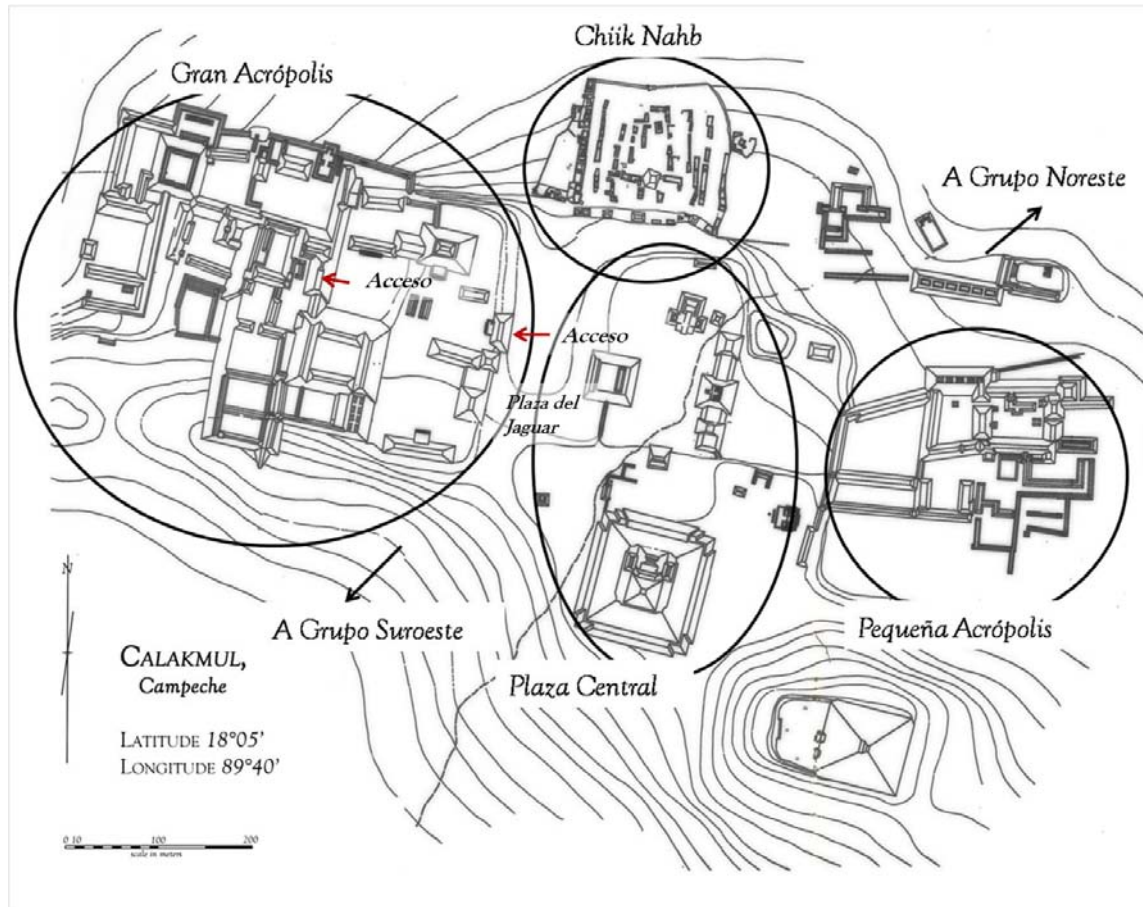 Chiik Nahb
Gran Acrópolis
A Grupo Noreste
Acceso
Acceso
Plaza del
Jaguar
N
A Grupo Suroeste
Pequeña Acrópolis
Plaza Central
CALAKMUL,
Campeche
LATITUDE 18°05'
LONGITUDE 89°40'
0 10 100 200
scale in meters